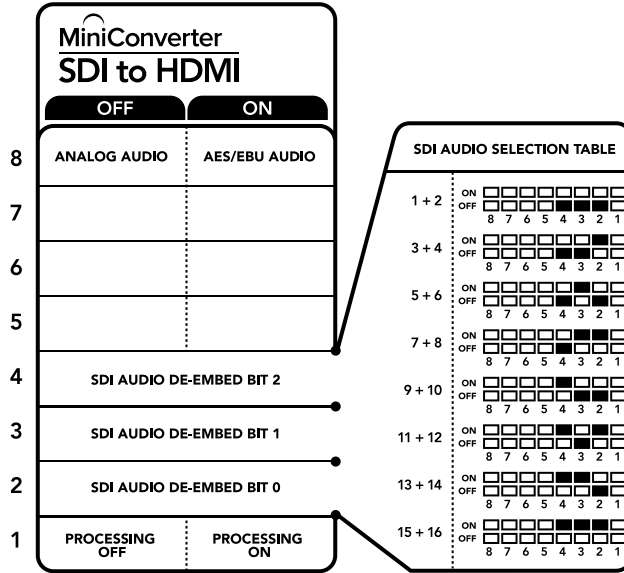 MiniConverter
SDI to HDMI
OFF ON
8 ANALOG AUDIO AES/EBU AUDIO
7
6
5
4 SDI AUDIO DE-EMBED BIT 2
3 SDI AUDIO DE-EMBED BIT 1
2 SDI AUDIO DE-EMBED BIT 0
1 PROCESSING OFF PROCESSING ON
SDI AUDIO SELECTION TABLE
1 + 2 ON
OFF
8 7 6 5 4 3 2 1
3 + 4 ON
OFF
8 7 6 5 4 3 2 1
5 + 6 ON
OFF
8 7 6 5 4 3 2 1
7 + 8 ON
OFF
8 7 6 5 4 3 2 1
9 + 10 ON
OFF
8 7 6 5 4 3 2 1
11 + 12 ON
OFF
8 7 6 5 4 3 2 1
13 + 14 ON
OFF
8 7 6 5 4 3 2 1
15 + 16 ON
OFF
8 7 6 5 4 3 2 1